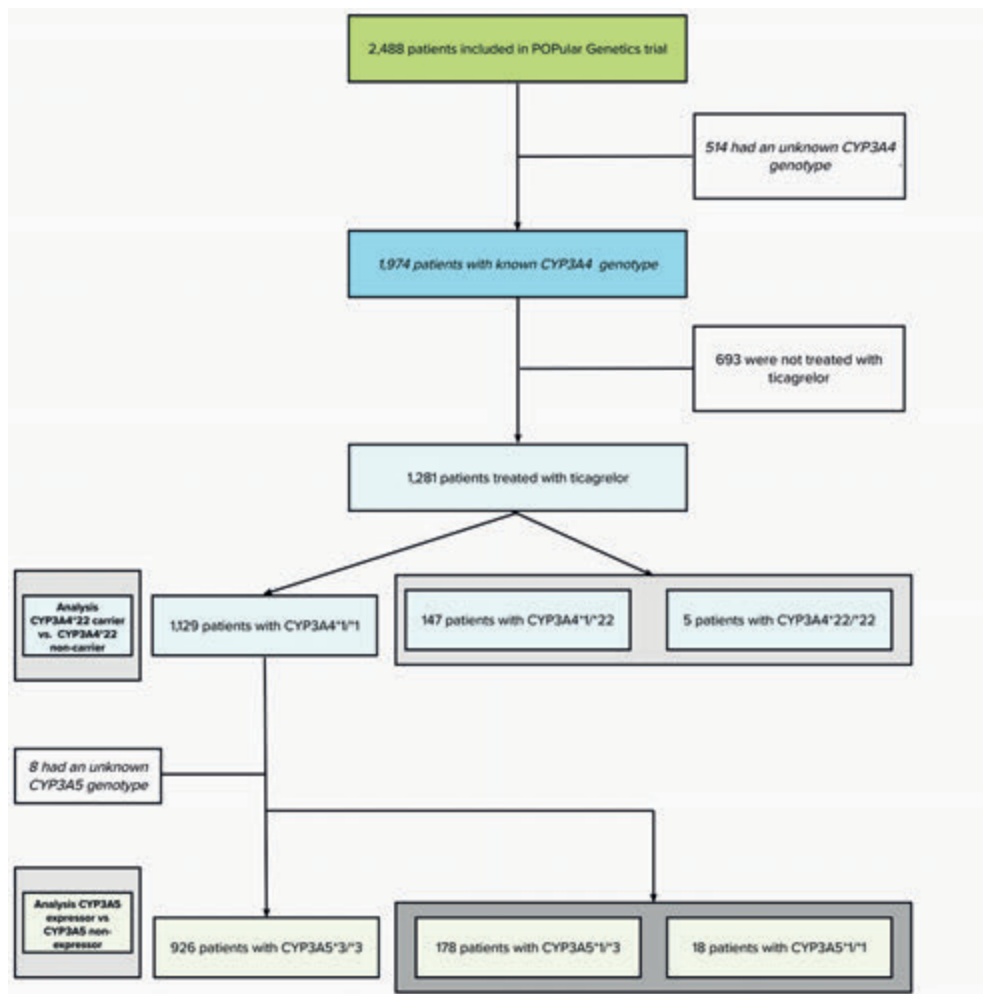 2,488 patients included in POPular Genetics trial
514 had an unknown CYP3A4
genotype
1,974 patients with known CYP3A4 genotype
693 were not treated with
ticagrelor
1,281 patients treated with ticagrelor
Analysis
CYP3A4*22 carrier
vs. CYP3A4*22
non-carrier
1,129 patients with CYP3A4*1/*1
147 patients with CYP3A4*1/*22
5 patients with CYP3A4*22/*22
8 had an unknown
CYP3A5 genotype
Analysis CYP3A5
expressor vs
CYP3A5 non-
expressor
926 patients with CYP3A5*3/*3
178 patients with CYP3A5*1/*3
18 patients with CYP3A5*1/*1